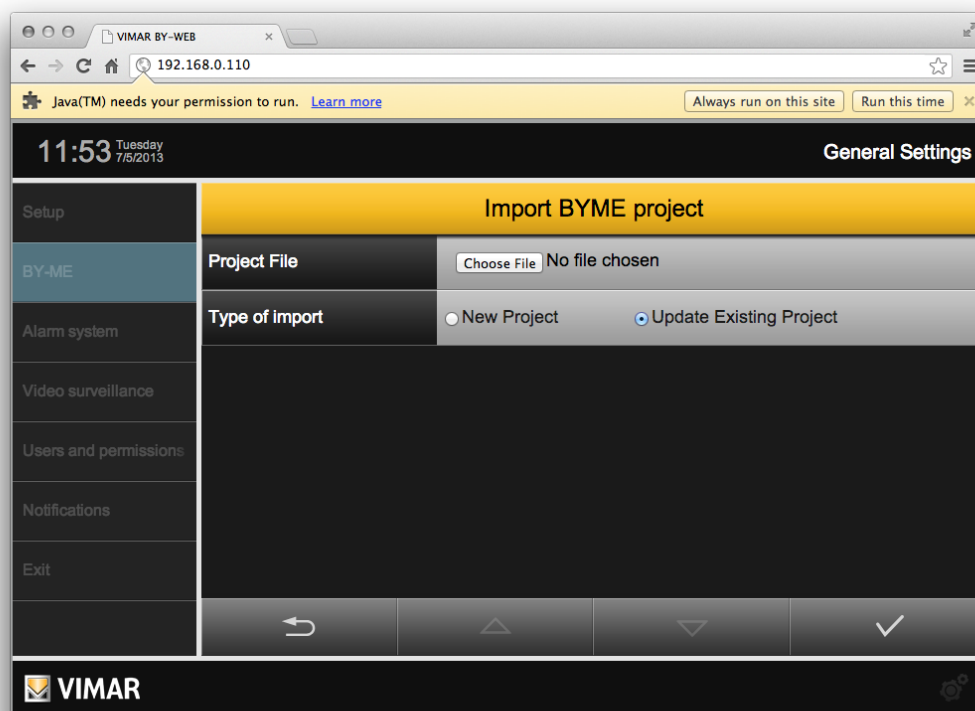 VIMAR BY-WEB
192.168.0.110
Java(TM) needs your permission to run. Learn more Always run on this site Run this time
11:53 Tuesday 7/5/2013 General Settings
Setup
BY-ME
Alarm system
Video surveillance
Users and permissions
Notifications
Exit
Import BYME project
Project File Choose File No file chosen
Type of import New Project Update Existing Project
VIMAR